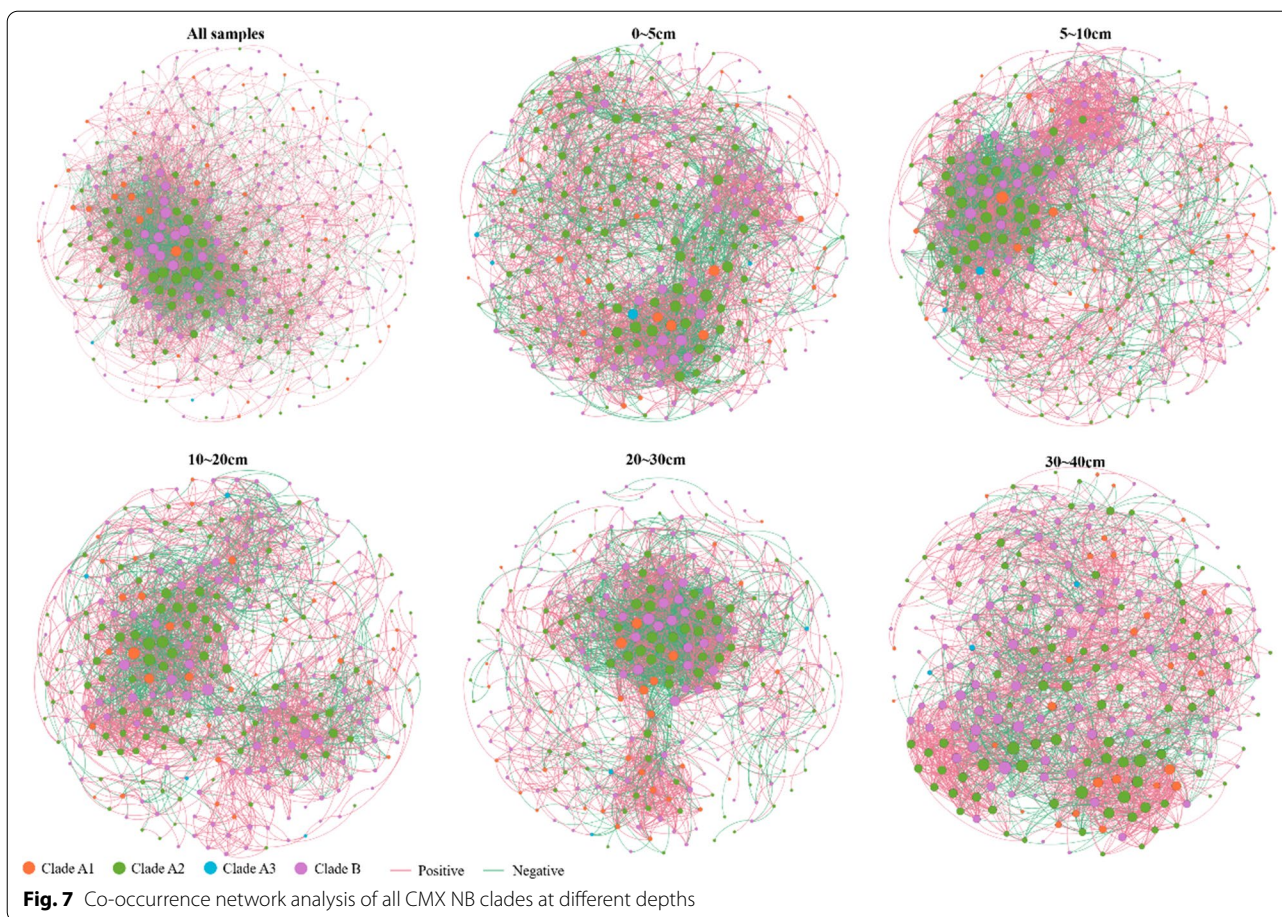 All samples
0~5cm
5~10cm
10~20cm
20~30cm
30~40cm
Clade A1 Clade A2 Clade A3 Clade B Positive Negative
Fig. 7 Co-occurrence network analysis of all CMX NB clades at different depths